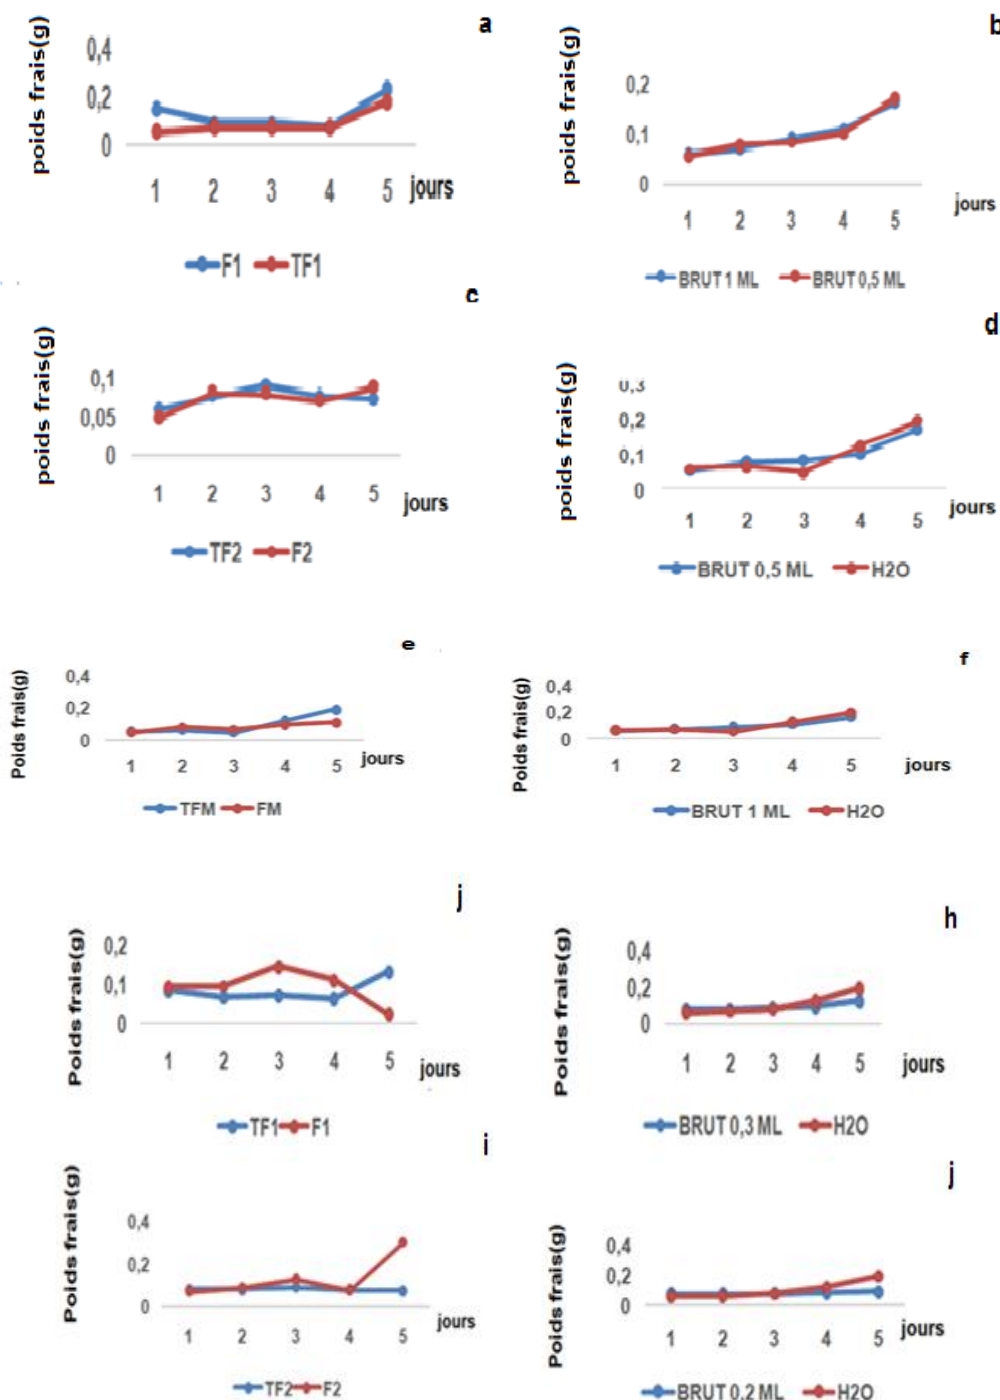 a
poids frais(g)
0,4
0,2
0
1 2 3 4 5 jours
F1 TF1
b
poids frais(g)
0,2
0,1
0
1 2 3 4 5
jours
BRUT 1 ML BRUT 0,5 ML
c
poids frais(g)
0,1
0,05
0
1 2 3 4 5
jours
TF2 F2
d
poids frais(g)
0,3
0,2
0,1
0
1 2 3 4 5
jours
BRUT 0,5 ML H2O
e
Poids frais(g)
0,4
0,2
0
1 2 3 4 5 jours
TFM FM
f
Poids frais(g)
0,4
0,2
0
1 2 3 4 5 jours
BRUT 1 ML H2O
j
Poids frais(g)
0,2
0,1
0
1 2 3 4 5 jours
TF1 F1
h
Poids frais(g)
0,4
0,2
0
1 2 3 4 5 jours
BRUT 0,3 ML H2O
i
Poids frais(g)
0,4
0,2
0
1 2 3 4 5 jours
TF2 F2
j
Poids frais(g)
0,4
0,2
0
1 2 3 4 5 jours
BRUT 0,2 ML H2O